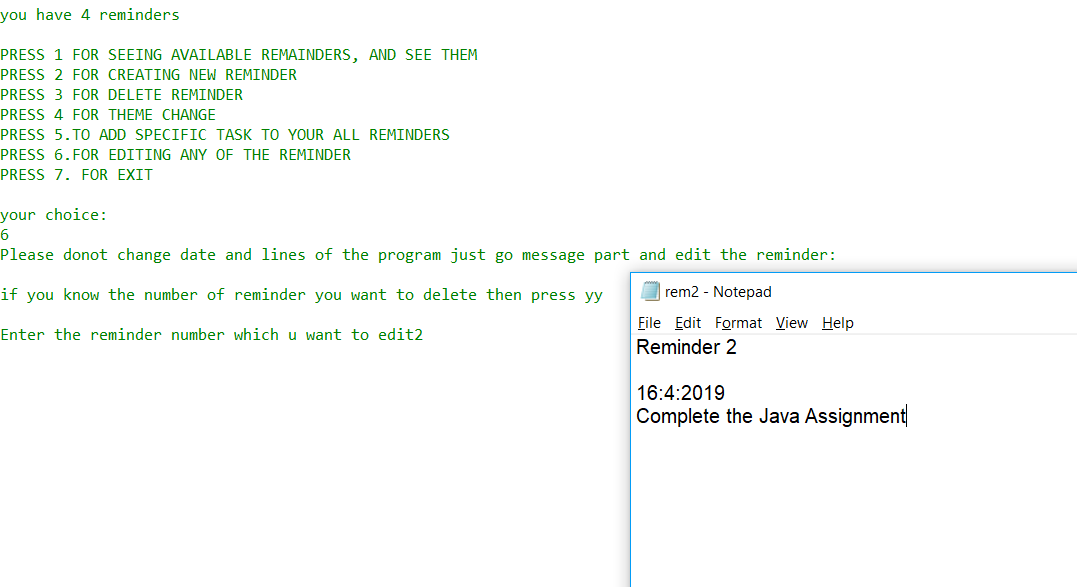 you have 4 reminders
PRESS 1 FOR SEEING AVAILABLE REMAINDERS, AND SEE THEM
PRESS 2 FOR CREATING NEW REMINDER
PRESS 3 FOR DELETE REMINDER
PRESS 4 FOR THEME CHANGE
PRESS 5.TO ADD SPECIFIC TASK TO YOUR ALL REMINDERS
PRESS 6.FOR EDITING ANY OF THE REMINDER
PRESS 7. FOR EXIT
your choice:
6
Please donot change date and lines of the program just go message part and edit the reminder:
if you know the number of reminder you want to delete then press yy
Enter the reminder number which u want to edit2
rem2 - Notepad
File Edit Format View Help
Reminder 2
16:4:2019
Complete the Java Assignment